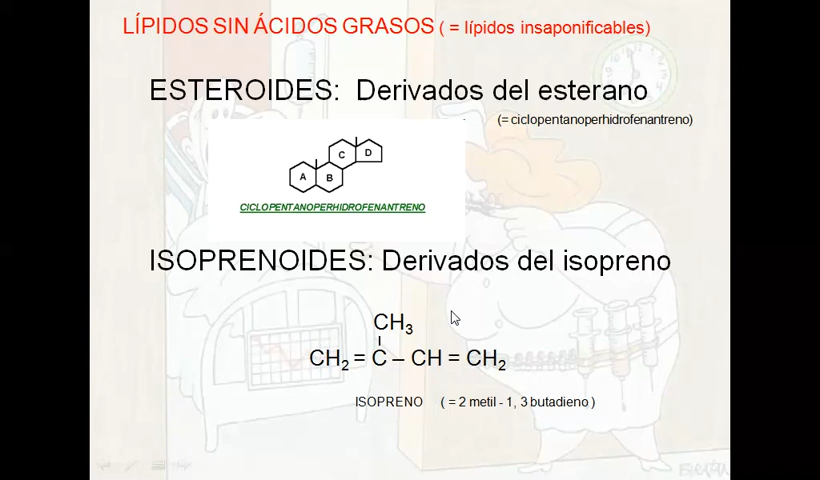 LÍPIDOS SIN ÁCIDOS GRASOS ( = lípidos insaponificables)
ESTEROIDES: Derivados del esterano
(= ciclopentanoperhidrofenantreno)
C D
A B
CICLOPENTANOPERHIDROFENANTRENO
ISOPRENOIDES: Derivados del isopreno
CH₃
CH₂ = C – CH = CH₂
ISOPRENO ( = 2 metil - 1, 3 butadieno )